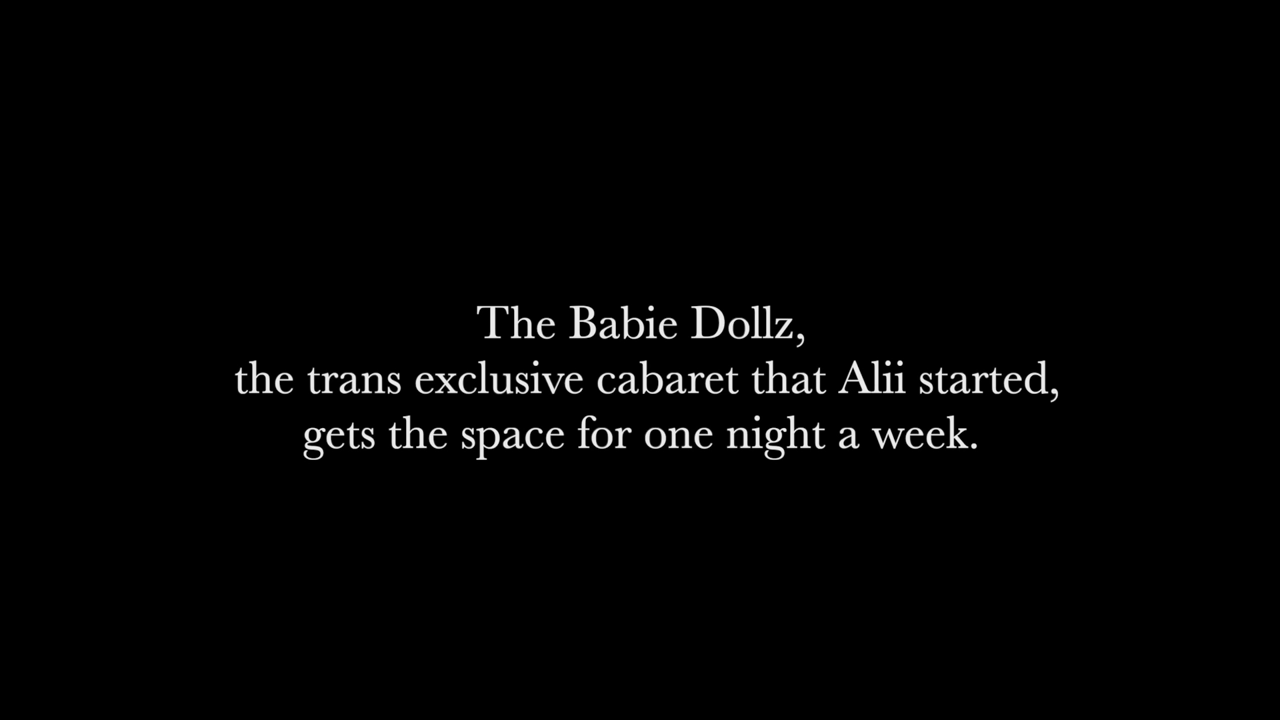 The Babie Dollz,
the trans exclusive cabaret that Alii started,
gets the space for one night a week.